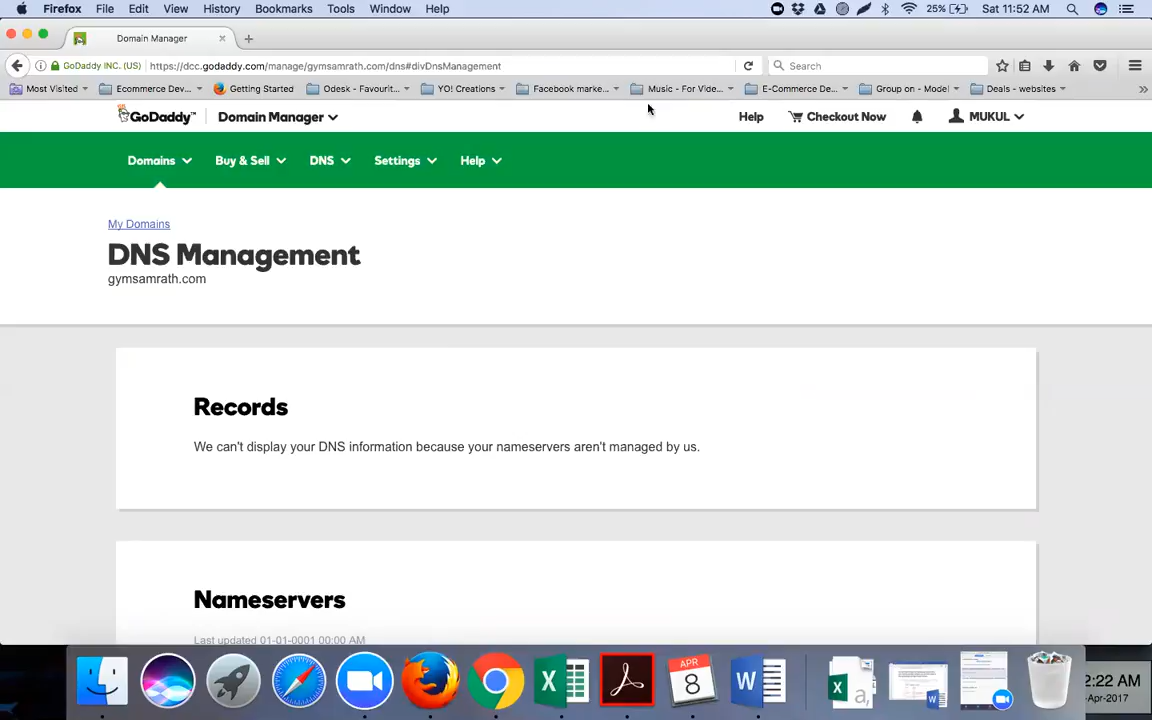 Firefox File Edit View History Bookmarks Tools Window Help 25% Sat 11:52 AM
Domain Manager
GoDaddy INC. (US) https://dcc.godaddy.com/manage/gymsamrath.com/dns#divDnsManagement Search
Most Visited Ecommerce Dev... Getting Started Odesk - Favourit... YO! Creations Facebook marke... Music - For Vide... E-Commerce De... Group on - Model Deals - websites
GoDaddy Domain Manager Help Checkout Now MUKUL
Domains Buy & Sell DNS Settings Help
My Domains
DNS Management
gymsamrath.com
Records
We can't display your DNS information because your nameservers aren't managed by us.
Nameservers
Last updated 01-01-0001 00:00 AM
APR
8
2:22 AM
-Apr-2017